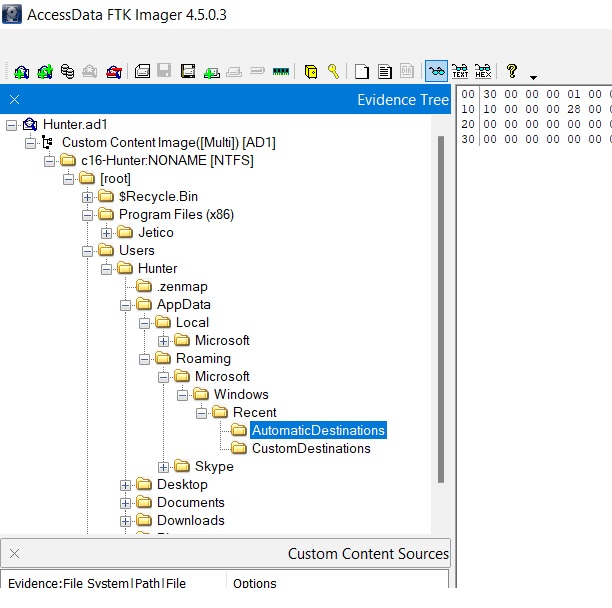 AccessData FTK Imager 4.5.0.3
TEXT HEX
Evidence Tree
00 30 00 00 00 01 00
10 10 00 00 00 28 00
20 00 00 00 00 00 00
30 00 00 00 00 00 00
Hunter.ad1
Custom Content Image([Multi]) [AD1]
c16-Hunter:NONAME [NTFS]
[root]
$Recycle.Bin
Program Files (x86)
Jetico
Users
Hunter
.zenmap
AppData
Local
Microsoft
Roaming
Microsoft
Windows
Recent
AutomaticDestinations
CustomDestinations
Skype
Desktop
Documents
Downloads
Custom Content Sources
Evidence:File System|Path|File
Options